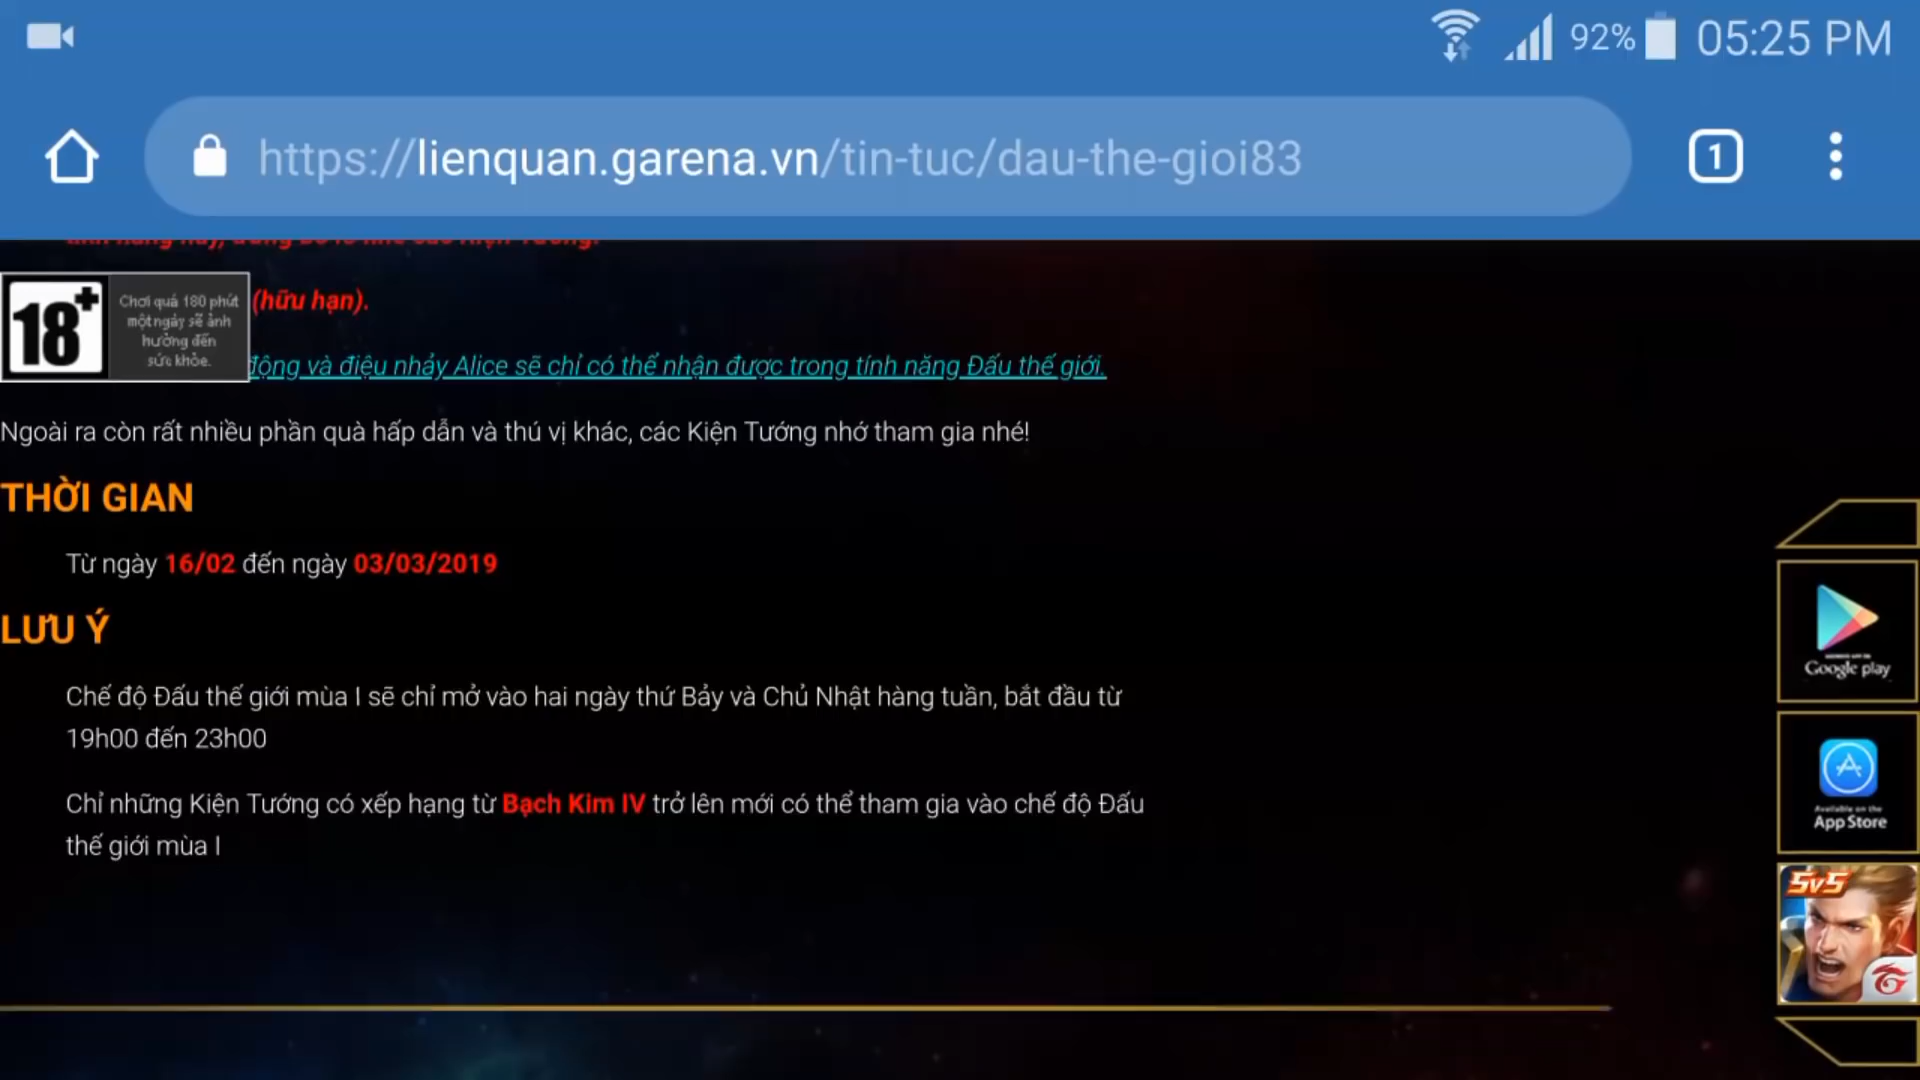 92% 05:25 PM
https://lienquan.garena.vn/tin-tuc/dau-the-gioi83
1
18+
Chơi quá 180 phút
một ngày sẽ ảnh
hưởng đến
sức khỏe.
(hữu hạn).
động và điệu nhảy Alice sẽ chỉ có thể nhận được trong tính năng Đấu thế giới.
Ngoài ra còn rất nhiều phần quà hấp dẫn và thú vị khác, các Kiện Tướng nhớ tham gia nhé!
THỜI GIAN
Từ ngày 16/02 đến ngày 03/03/2019
LƯU Ý
Chế độ Đấu thế giới mùa I sẽ chỉ mở vào hai ngày thứ Bảy và Chủ Nhật hàng tuần, bắt đầu từ
19h00 đến 23h00
Chỉ những Kiện Tướng có xếp hạng từ Bạch Kim IV trở lên mới có thể tham gia vào chế độ Đấu
thế giới mùa I
Google play
Available on the
App Store
5v5